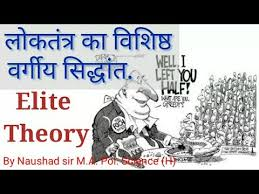 लोकतंत्र का विशिष्ठ
वर्गीय सिद्धांत.
Elite
Theory
WELL, I
LEFT YOU
HALF!
By Naushad sir M.A. Pol. Science (H)